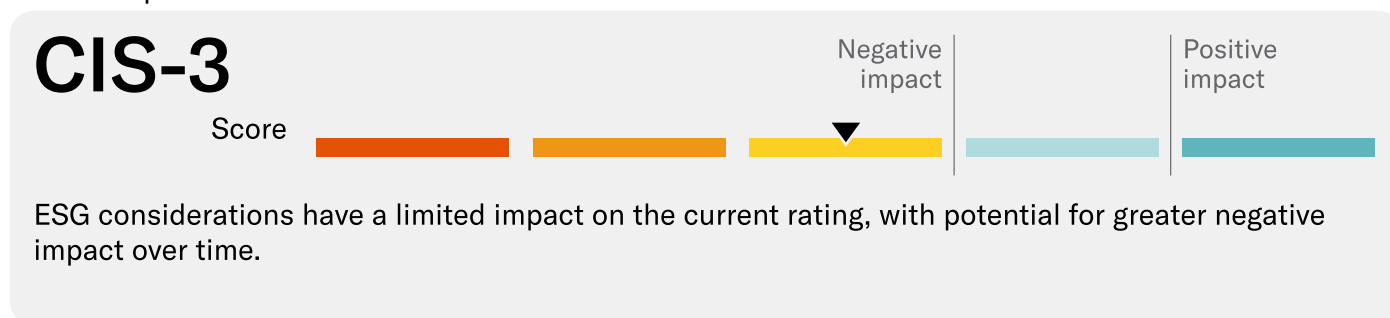 CIS-3
Negative
impact
Positive
impact
Score
ESG considerations have a limited impact on the current rating, with potential for greater negative
impact over time.